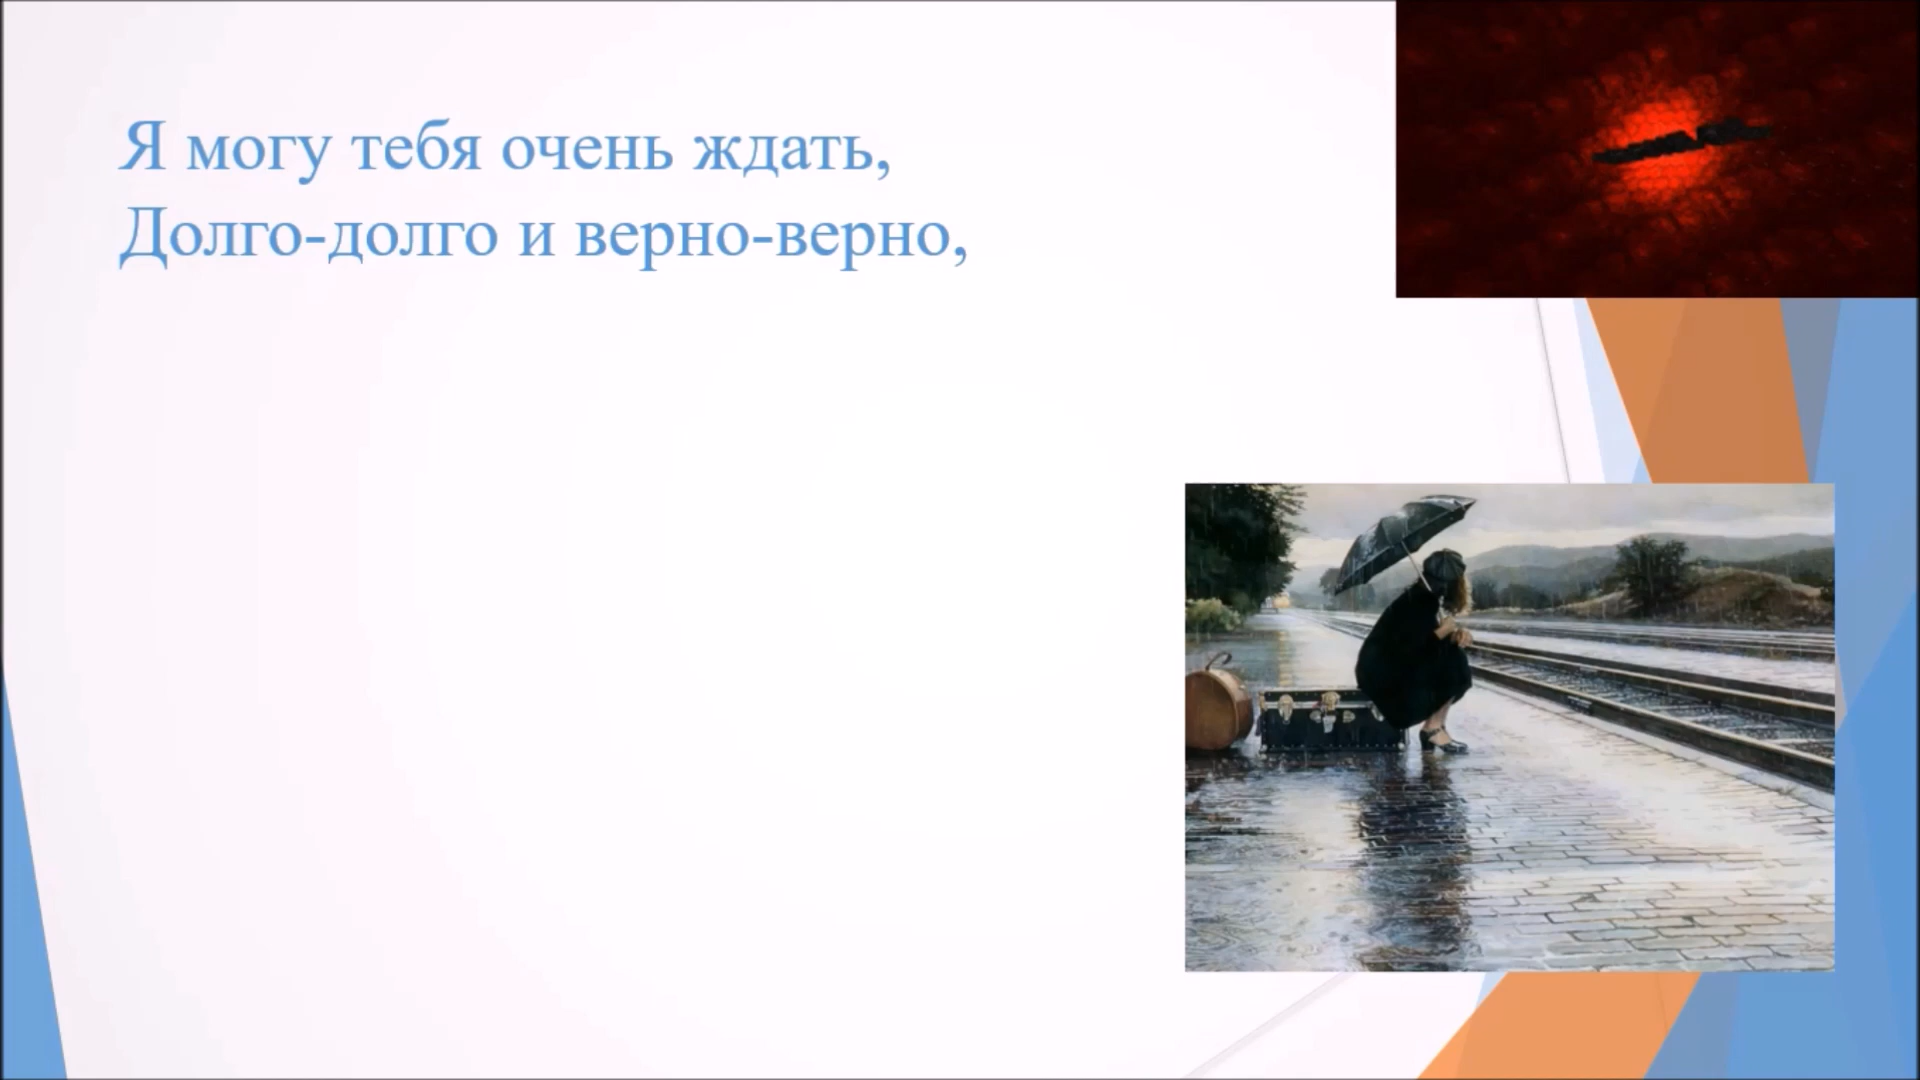 Я могу тебя очень ждать,
Долго-долго и верно-верно,